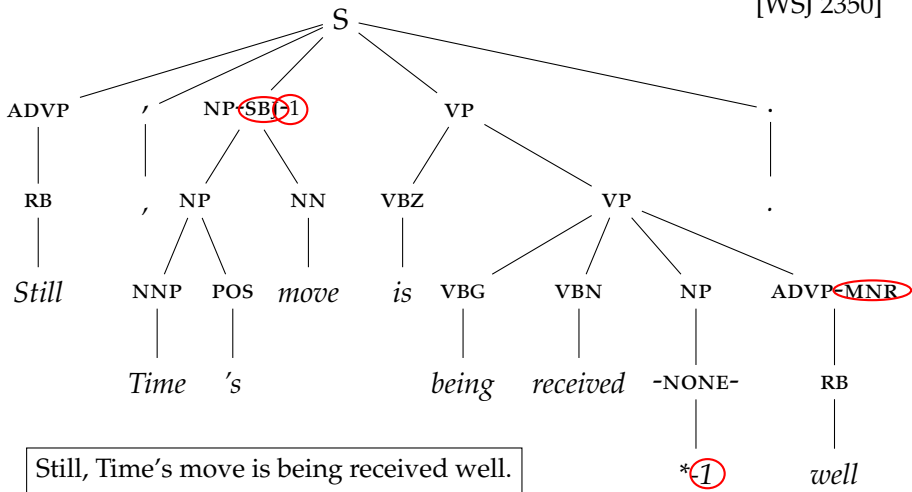 [WSJ 2350]
S
ADVP , NP-SBJ-1 VP .
RB , NP NN VBZ VP .
Still NNP POS move is VBG VBN NP ADVP-MNR
Time 's being received -NONE- RB
*-1 well
Still, Time's move is being received well.